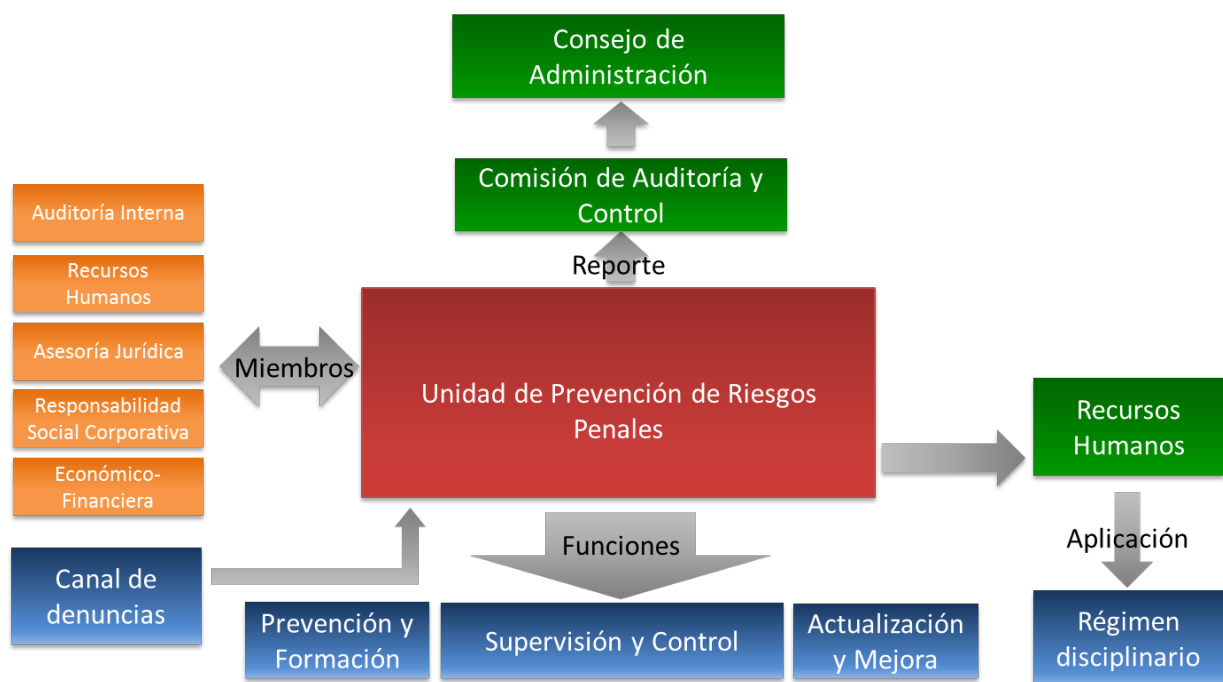 Consejo de
Administración
Comisión de Auditoría y
Control
Reporte
Auditoría Interna
Recursos
Humanos
Asesoría Jurídica
Responsabilidad
Social Corporativa
Económico-
Financiera
Miembros
Unidad de Prevención de Riesgos
Penales
Recursos
Humanos
Canal de
denuncias
Funciones
Aplicación
Prevención y
Formación
Supervisión y Control
Actualización
y Mejora
Régimen
disciplinario